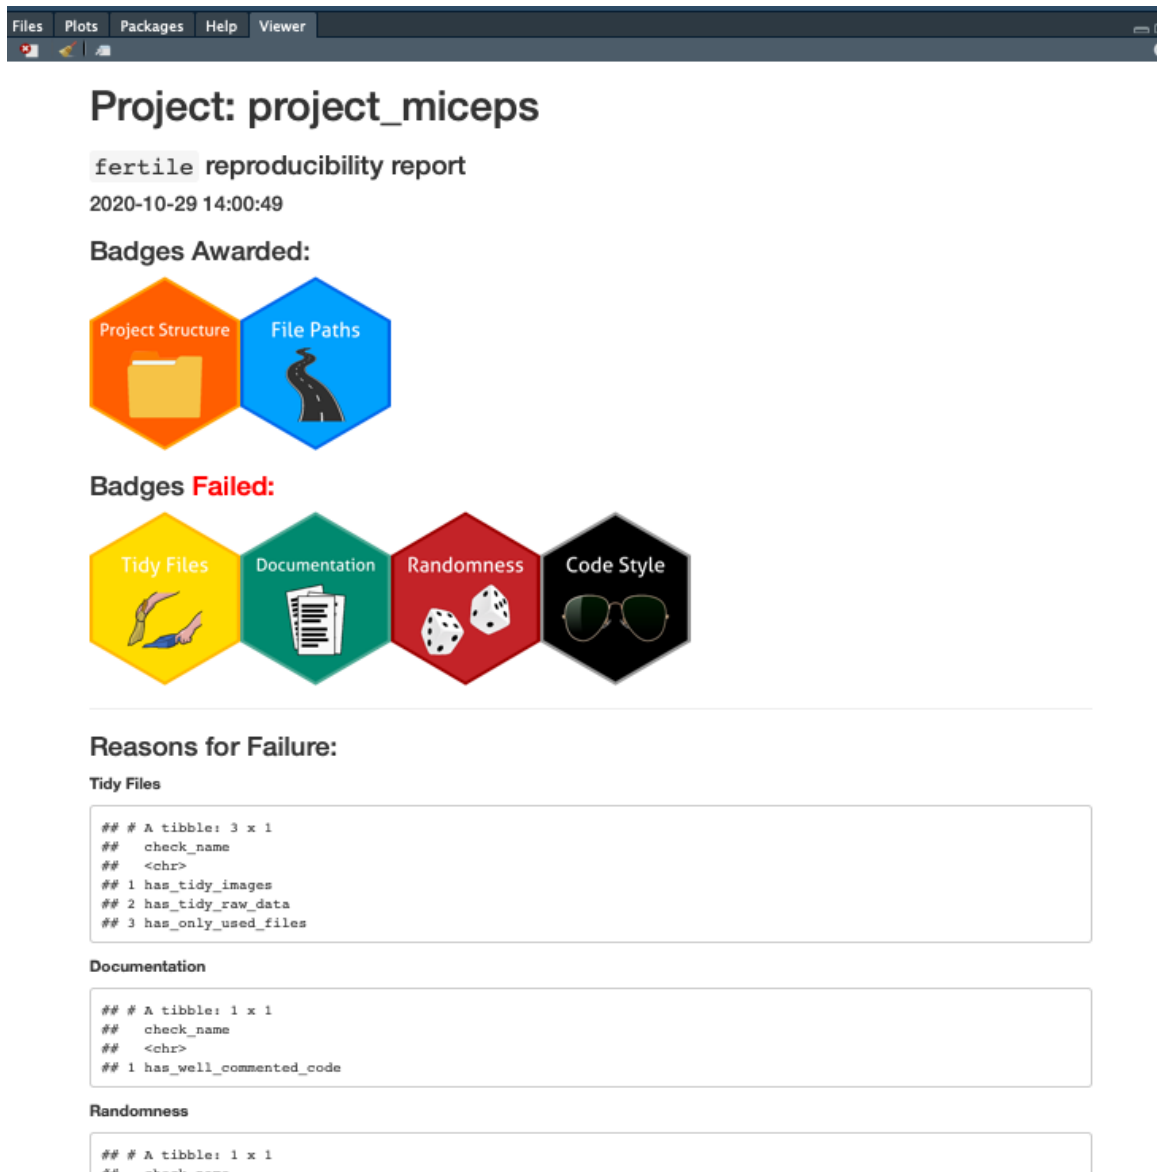 Files Plots Packages Help Viewer
Project: project_miceps
fertile reproducibility report
2020-10-29 14:00:49
Badges Awarded:
Project Structure File Paths
Badges Failed:
Tidy Files Documentation Randomness Code Style
Reasons for Failure:
Tidy Files
## # A tibble: 3 x 1
##   check_name
##   <chr>
## 1 has_tidy_images
## 2 has_tidy_raw_data
## 3 has_only_used_files
Documentation
## # A tibble: 1 x 1
##   check_name
##   <chr>
## 1 has_well_commented_code
Randomness
## # A tibble: 1 x 1
##   check_name